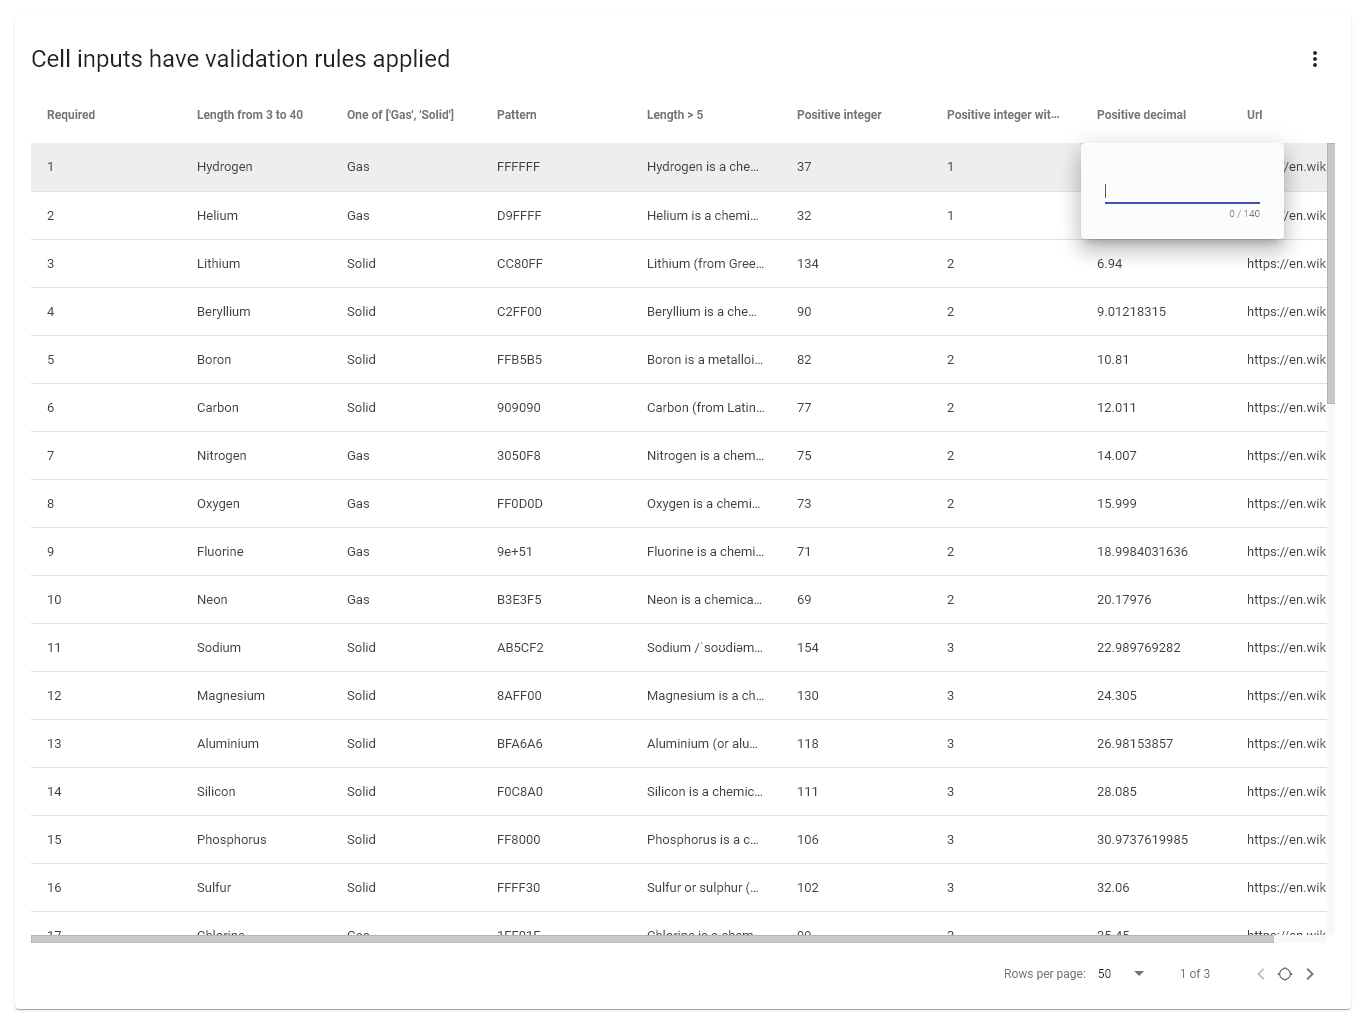 Cell inputs have validation rules applied
Required Length from 3 to 40 One of ['Gas', 'Solid'] Pattern Length > 5 Positive integer Positive integer wit... Positive decimal Url
1 Hydrogen Gas FFFFFF Hydrogen is a che... 37 1 //en.wik
0 / 140
2 Helium Gas D9FFFF Helium is a chemi... 32 1 //en.wik
3 Lithium Solid CC80FF Lithium (from Gree... 134 2 6.94 https://en.wik
4 Beryllium Solid C2FF00 Beryllium is a che... 90 2 9.01218315 https://en.wik
5 Boron Solid FFB5B5 Boron is a metalloi... 82 2 10.81 https://en.wik
6 Carbon Solid 909090 Carbon (from Latin... 77 2 12.011 https://en.wik
7 Nitrogen Gas 3050F8 Nitrogen is a chem... 75 2 14.007 https://en.wik
8 Oxygen Gas FF0D0D Oxygen is a chemi... 73 2 15.999 https://en.wik
9 Fluorine Gas 9e+51 Fluorine is a chemi... 71 2 18.9984031636 https://en.wik
10 Neon Gas B3E3F5 Neon is a chemica... 69 2 20.17976 https://en.wik
11 Sodium Solid AB5CF2 Sodium /ˈsoʊdiəm... 154 3 22.989769282 https://en.wik
12 Magnesium Solid 8AFF00 Magnesium is a ch... 130 3 24.305 https://en.wik
13 Aluminium Solid BFA6A6 Aluminium (or alu... 118 3 26.98153857 https://en.wik
14 Silicon Solid F0C8A0 Silicon is a chemic... 111 3 28.085 https://en.wik
15 Phosphorus Solid FF8000 Phosphorus is a c... 106 3 30.9737619985 https://en.wik
16 Sulfur Solid FFFF30 Sulfur or sulphur (... 102 3 32.06 https://en.wik
17 Chlorine Gas
Rows per page: 50 1 of 3